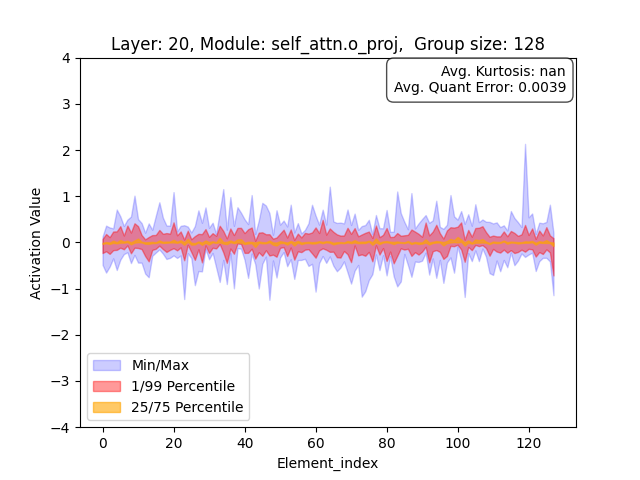 Layer: 20, Module: self_attn.o_proj,  Group size: 128
Avg. Kurtosis: nan
Avg. Quant Error: 0.0039
Activation Value
4
3
2
1
0
−1
−2
−3
−4
Min/Max
1/99 Percentile
25/75 Percentile
0 20 40 60 80 100 120
Element_index